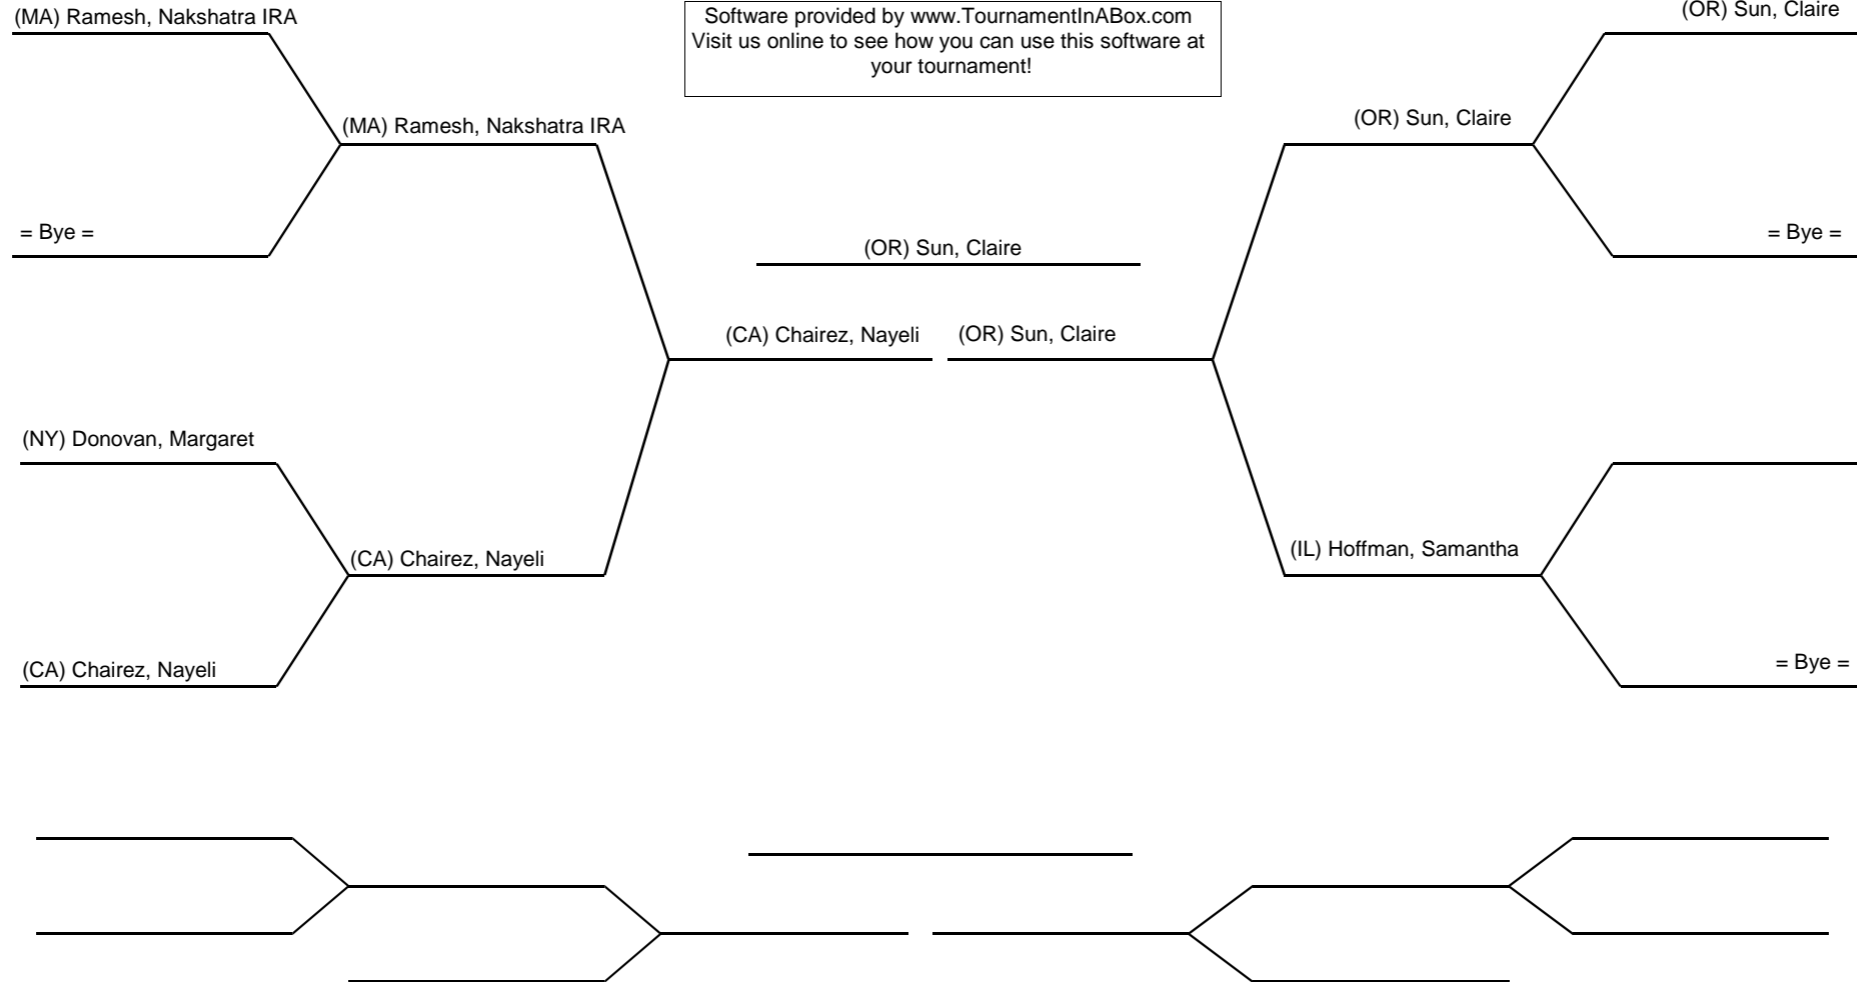 (MA) Ramesh, Nakshatra IRA
Software provided by www.TournamentInABox.com
Visit us online to see how you can use this software at
your tournament!
(OR) Sun, Claire
(MA) Ramesh, Nakshatra IRA
(OR) Sun, Claire
= Bye =
= Bye =
(OR) Sun, Claire
(CA) Chairez, Nayeli
(OR) Sun, Claire
(NY) Donovan, Margaret
(CA) Chairez, Nayeli
(IL) Hoffman, Samantha
(CA) Chairez, Nayeli
= Bye =